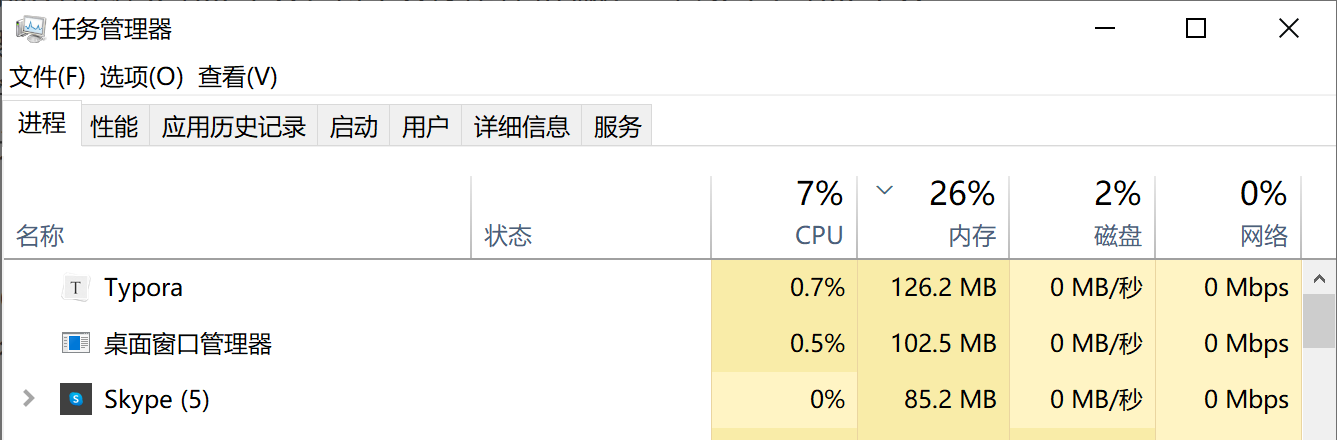 任务管理器
文件(F) 选项(O) 查看(V)
进程 性能 应用历史记录 启动 用户 详细信息 服务
7% 26% 2% 0%
名称 状态 CPU 内存 磁盘 网络
T Typora 0.7% 126.2 MB 0 MB/秒 0 Mbps
桌面窗口管理器 0.5% 102.5 MB 0 MB/秒 0 Mbps
S Skype (5) 0% 85.2 MB 0 MB/秒 0 Mbps